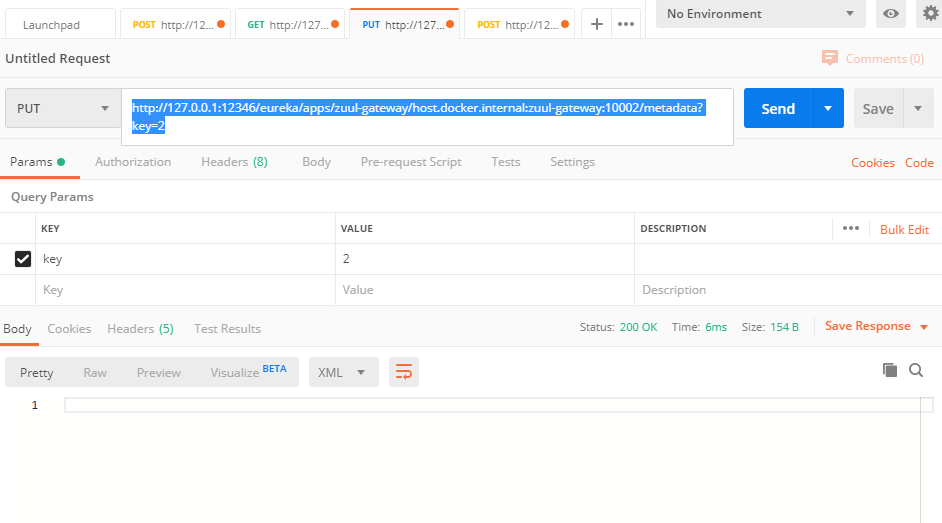 Launchpad POST http://12... GET http://127.... PUT http://127... POST http://12... + ••• No Environment
Untitled Request Comments (0)
PUT http://127.0.0.1:12346/eureka/apps/zuul-gateway/host.docker.internal:zuul-gateway:10002/metadata? Send Save
key=2
Params Authorization Headers (8) Body Pre-request Script Tests Settings Cookies Code
Query Params
KEY VALUE DESCRIPTION ••• Bulk Edit
key 2
Key Value Description
Body Cookies Headers (5) Test Results Status: 200 OK Time: 6ms Size: 154 B Save Response
Pretty Raw Preview Visualize BETA XML
1